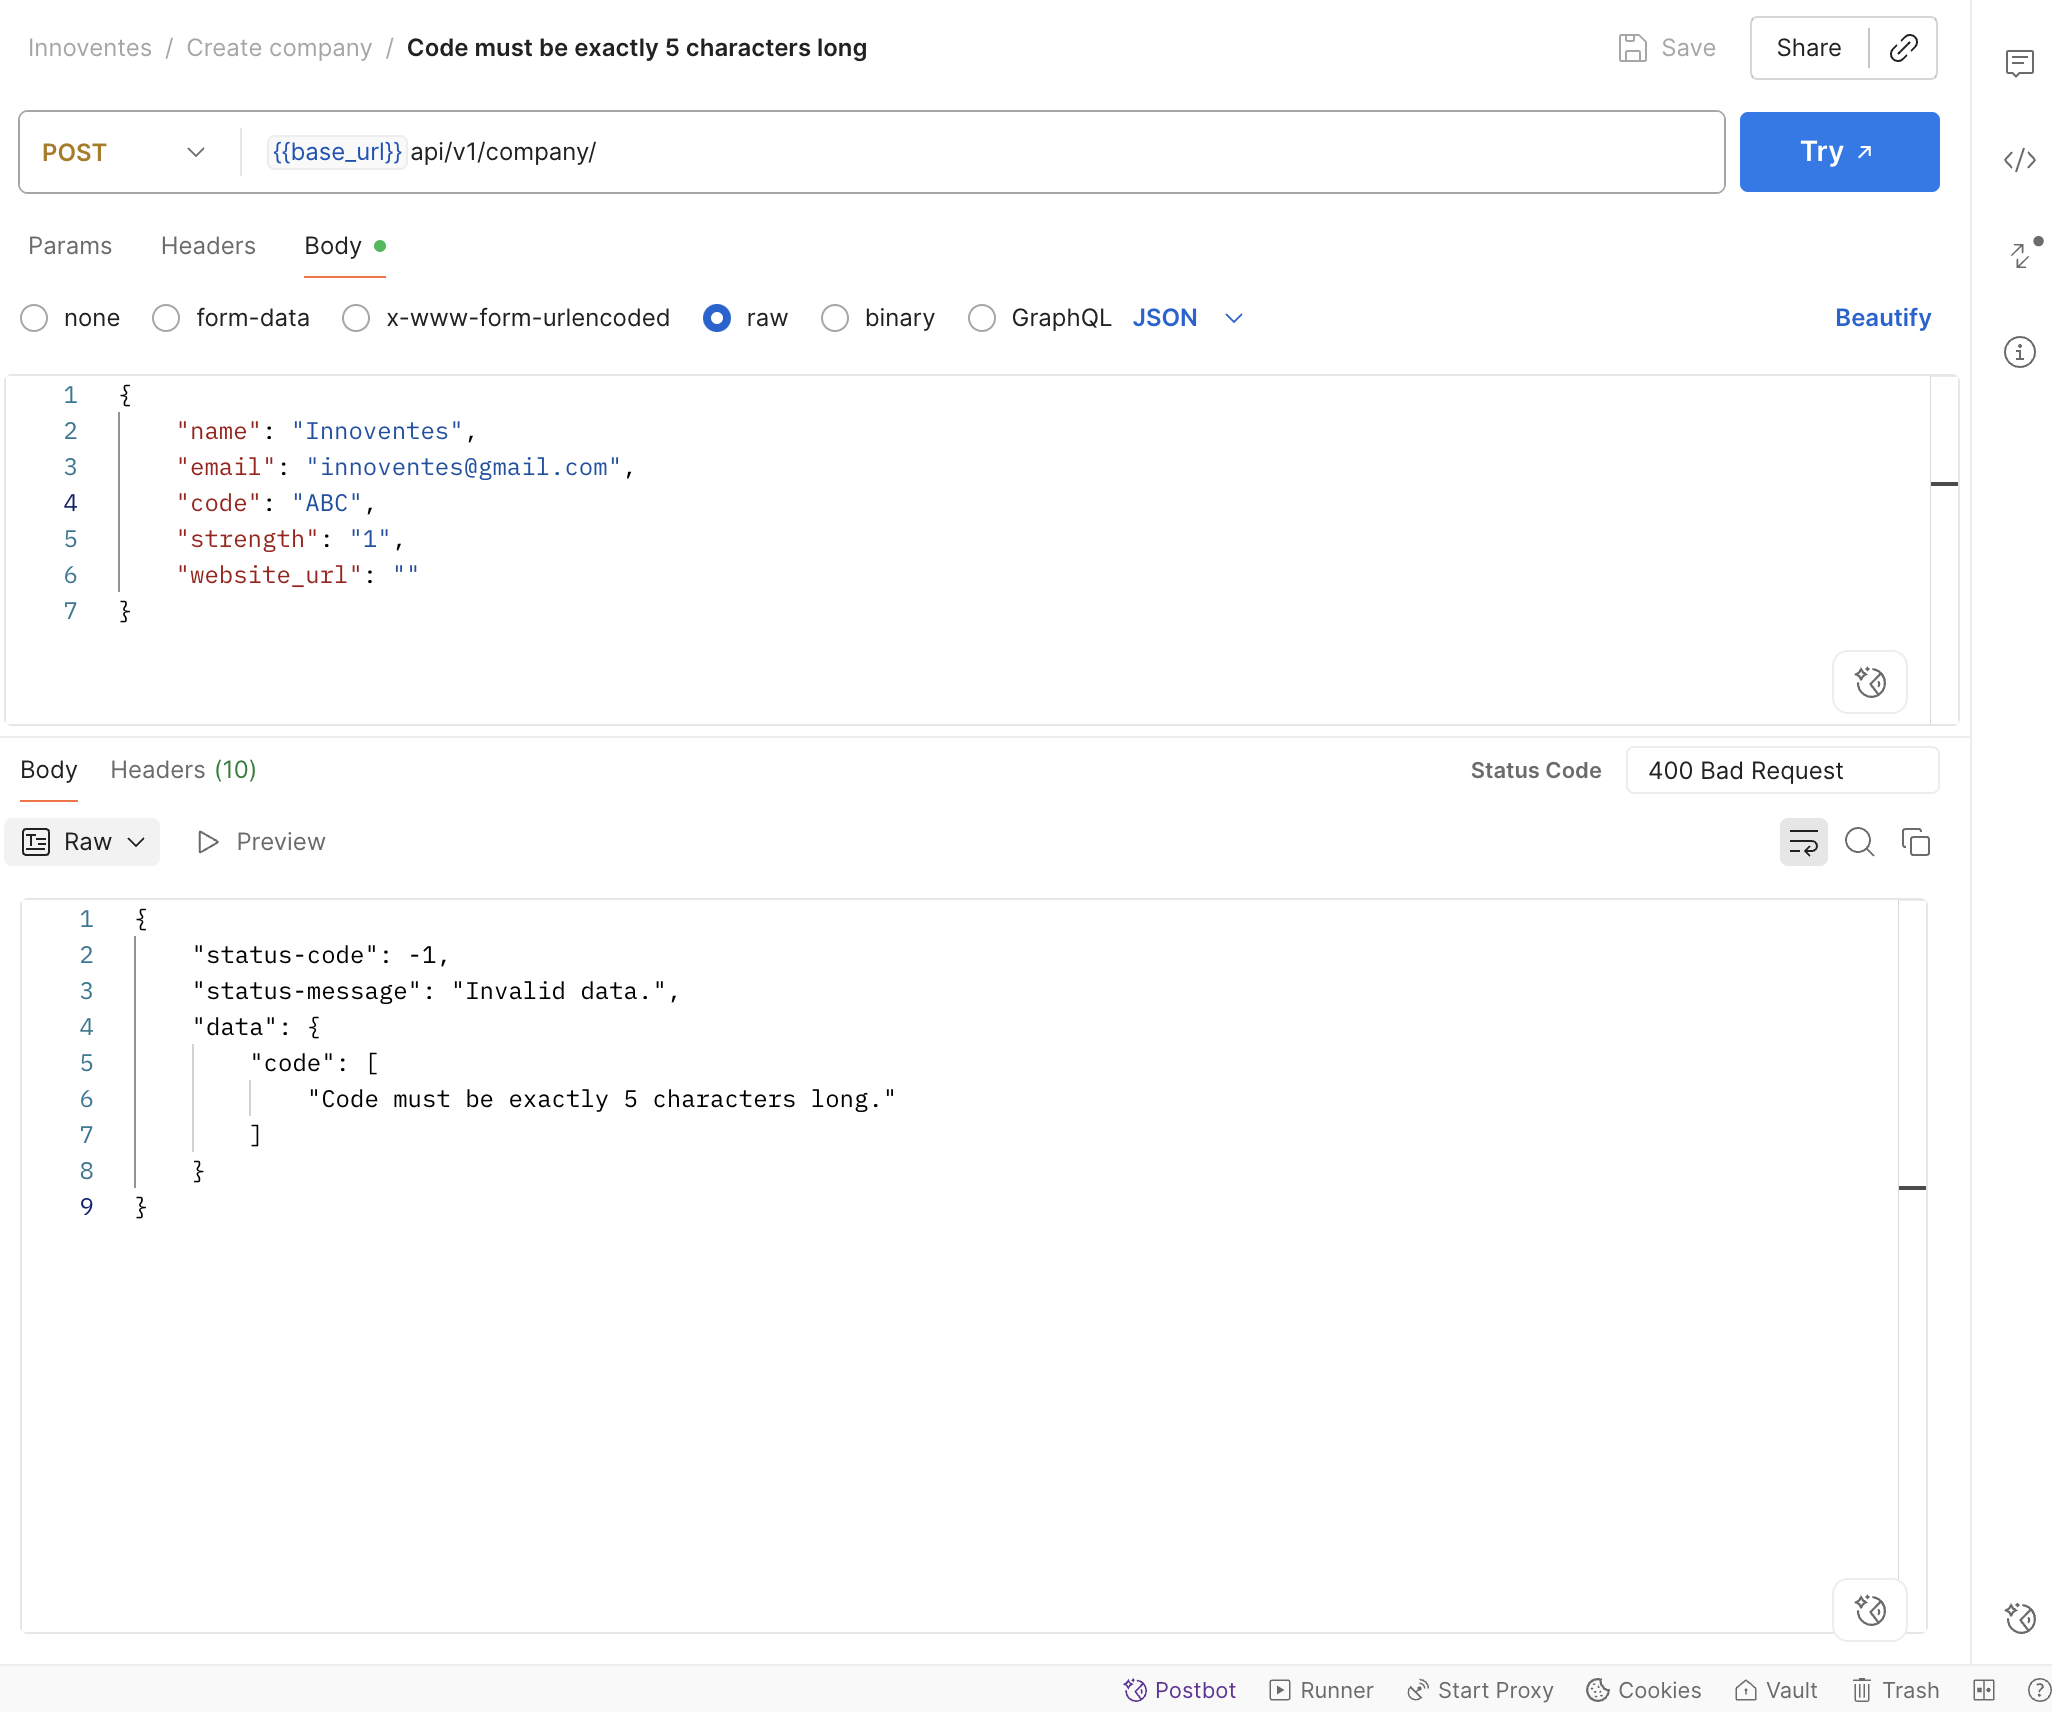 Innoventes / Create company / Code must be exactly 5 characters long Save Share
POST {{base_url}} api/v1/company/ Try ↗
Params Headers Body
none form-data x-www-form-urlencoded raw binary GraphQL JSON Beautify
1 {
2 "name": "Innoventes",
3 "email": "innoventes@gmail.com",
4 "code": "ABC",
5 "strength": "1",
6 "website_url": ""
7 }
Body Headers (10) Status Code 400 Bad Request
Raw Preview
1 {
2 "status-code": -1,
3 "status-message": "Invalid data.",
4 "data": {
5 "code": [
6 "Code must be exactly 5 characters long."
7 ]
8 }
9 }
Postbot Runner Start Proxy Cookies Vault Trash